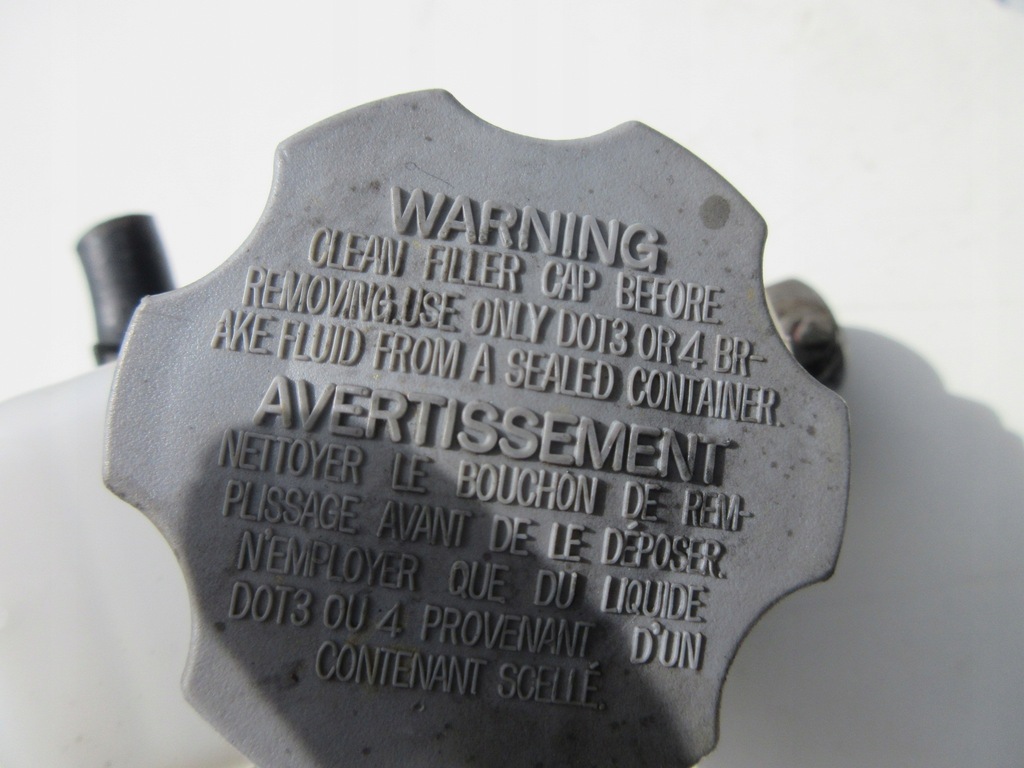 WARNING
CLEAN FILLER CAP BEFORE
REMOVING.USE ONLY DOT3 OR 4 BR-
AKE FLUID FROM A SEALED CONTAINER.
AVERTISSEMENT
NETTOYER LE BOUCHON DE REM-
PLISSAGE AVANT DE LE DÉPOSER.
N'EMPLOYER QUE DU LIQUIDE
DOT3 OU 4 PROVENANT D'UN
CONTENANT SCELLÉ.